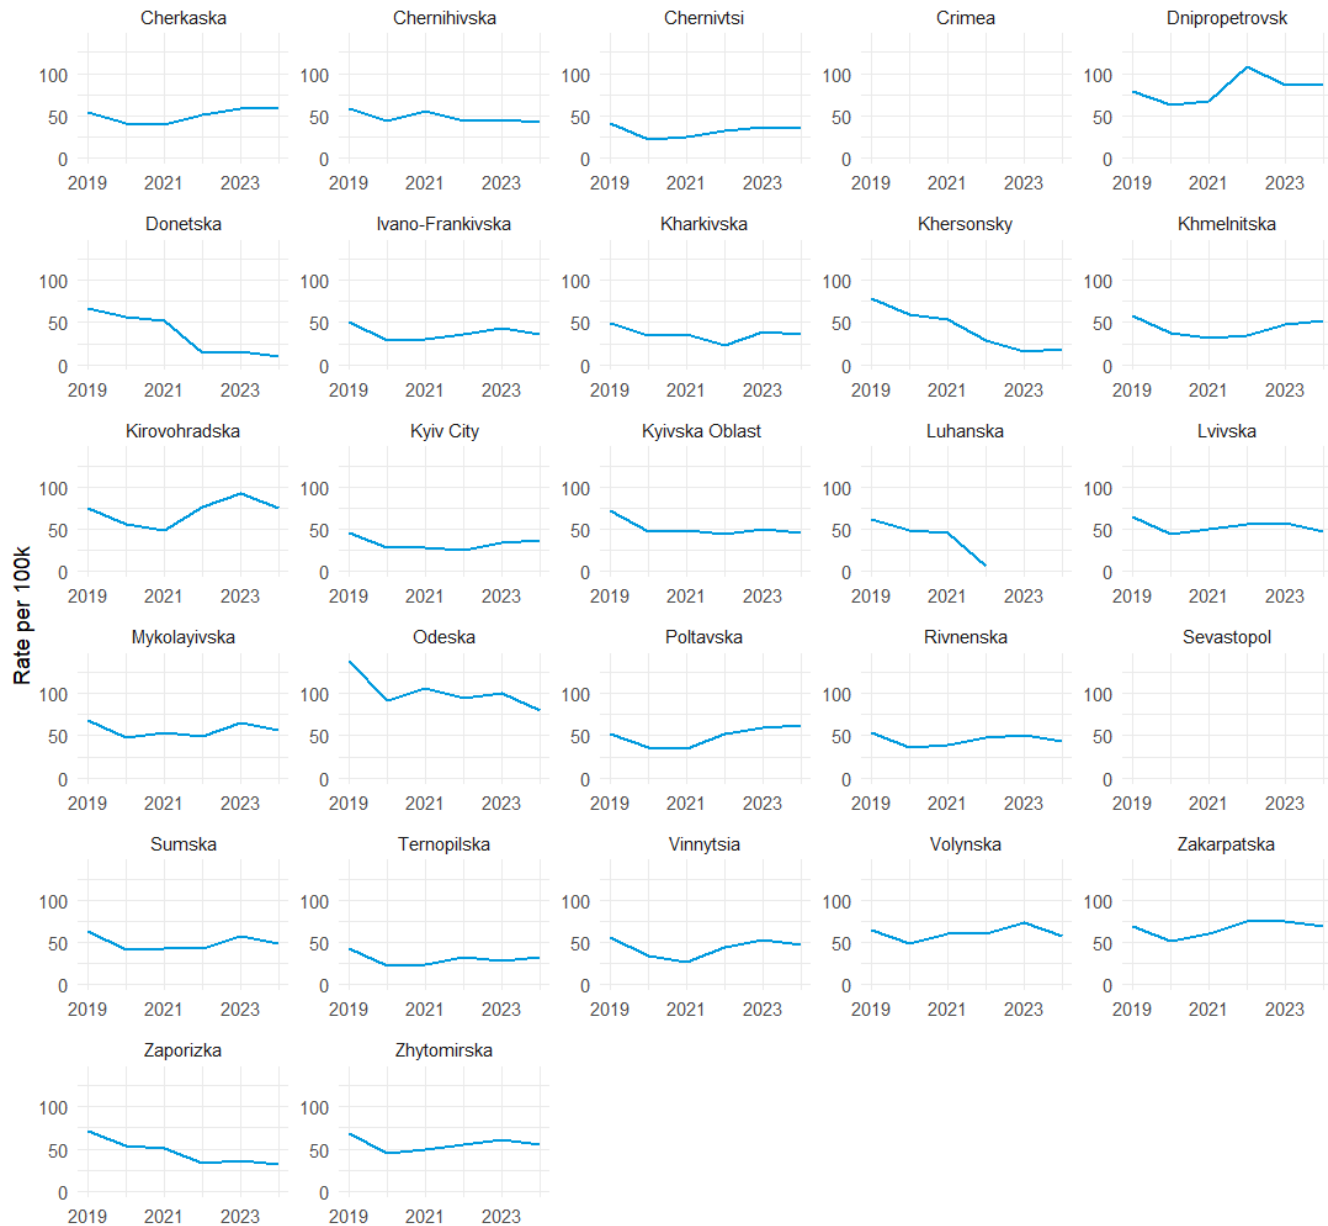 Cherkaska Chernihivska Chernivtsi Crimea Dnipropetrovsk
100 100 100 100 100
50 50 50 50 50
0 0 0 0 0
2019 2021 2023 2019 2021 2023 2019 2021 2023 2019 2021 2023 2019 2021 2023
Donetska Ivano-Frankivska Kharkivska Khersonsky Khmelnitska
100 100 100 100 100
50 50 50 50 50
0 0 0 0 0
2019 2021 2023 2019 2021 2023 2019 2021 2023 2019 2021 2023 2019 2021 2023
Kirovohradska Kyiv City Kyivska Oblast Luhanska Lvivska
100 100 100 100 100
50 50 50 50 50
0 0 0 0 0
2019 2021 2023 2019 2021 2023 2019 2021 2023 2019 2021 2023 2019 2021 2023
Rate per 100k
Mykolayivska Odeska Poltavska Rivnenska Sevastopol
100 100 100 100 100
50 50 50 50 50
0 0 0 0 0
2019 2021 2023 2019 2021 2023 2019 2021 2023 2019 2021 2023 2019 2021 2023
Sumska Ternopilska Vinnytsia Volynska Zakarpatska
100 100 100 100 100
50 50 50 50 50
0 0 0 0 0
2019 2021 2023 2019 2021 2023 2019 2021 2023 2019 2021 2023 2019 2021 2023
Zaporizka Zhytomirska
100 100
50 50
0 0
2019 2021 2023 2019 2021 2023